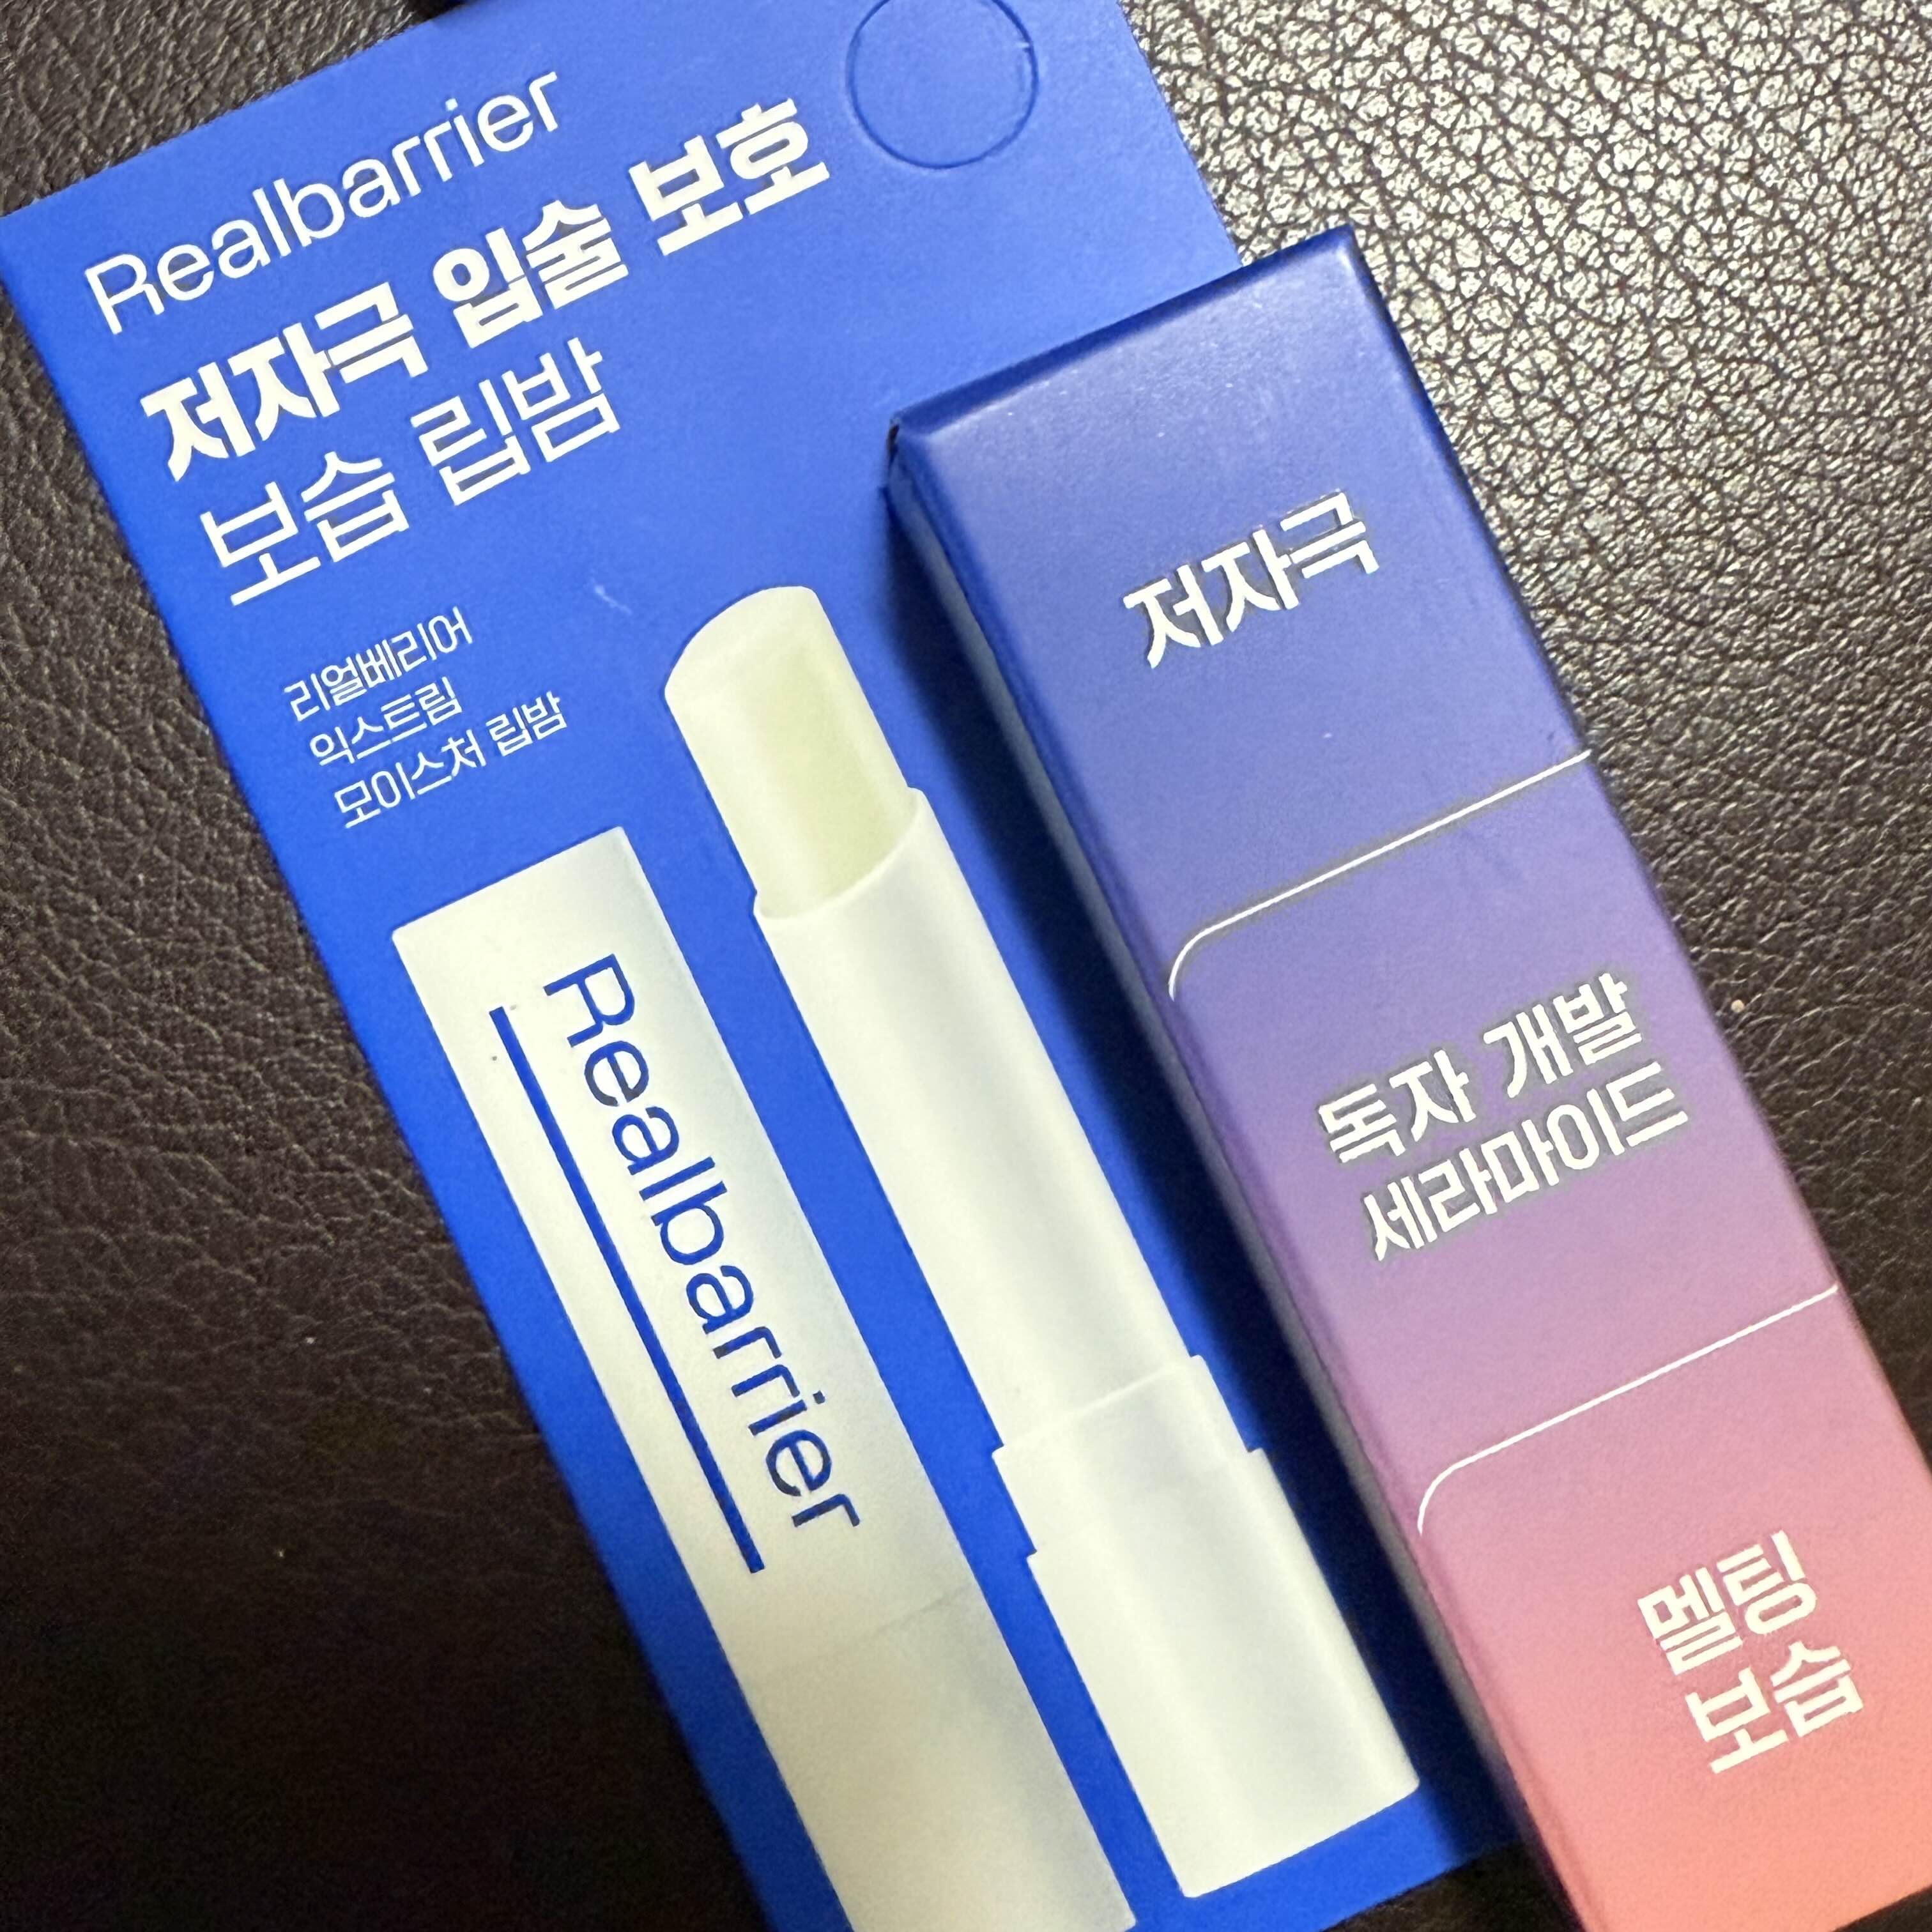 Realbarrier
저자극 입술 보호
보습 립밤
리얼베리어
익스트림
모이스처 립밤
Realbarrier
저자극
독자 개발
세라마이드
멜팅
보습